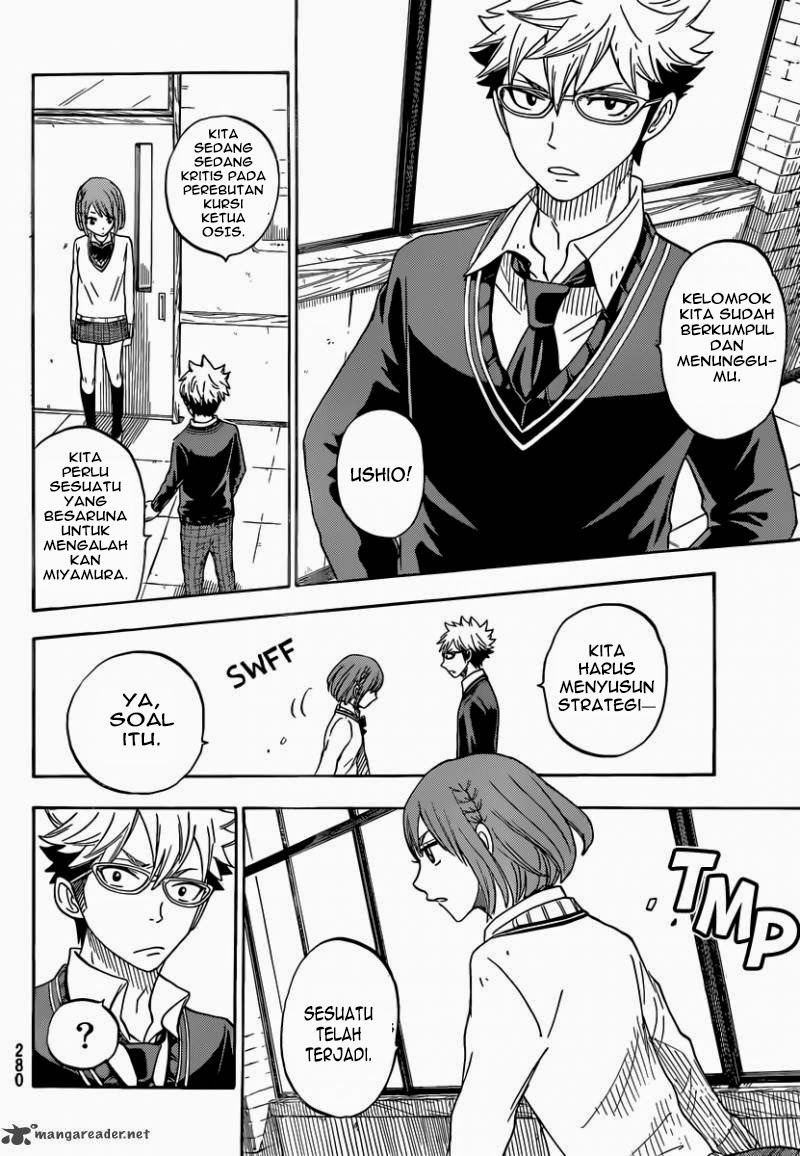 KELOMPOK
KITA SUDAH
BERKUMPUL
DAN
MENUNGGU-
MU.
USHIO!
KITA
SEDANG
KRITIS PADA
PEREBUTAN
KURSI
KETUA
OSIS.
KITA
PERLU
SESUATU
YANG
BESARUNA
UNTUK
MENGALAH
KAN
MIYAMURA.
KITA
HARUS
MENYUSUN
STRATEGI—
SWFF
YA,
SOAL
ITU.
TMP
SESUATU
TELAH
TERJADI.
?
280
mangareader.net